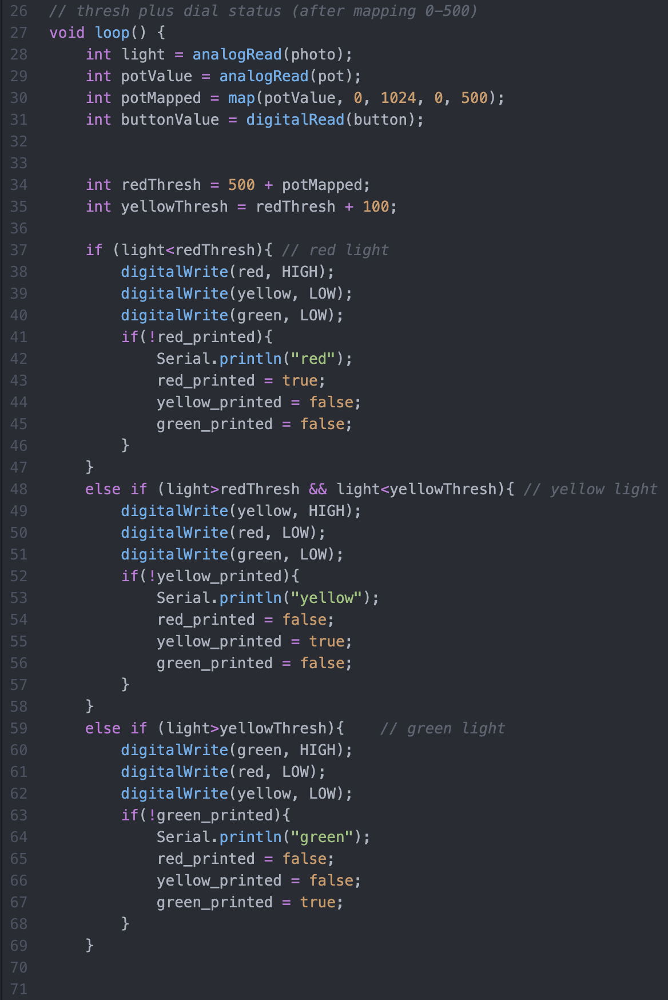 26 // thresh plus dial status (after mapping 0-500)
27 void loop() {
28 int light = analogRead(photo);
29 int potValue = analogRead(pot);
30 int potMapped = map(potValue, 0, 1024, 0, 500);
31 int buttonValue = digitalRead(button);
32
33
34 int redThresh = 500 + potMapped;
35 int yellowThresh = redThresh + 100;
36
37 if (light<redThresh){ // red light
38 digitalWrite(red, HIGH);
39 digitalWrite(yellow, LOW);
40 digitalWrite(green, LOW);
41 if(!red_printed){
42 Serial.println("red");
43 red_printed = true;
44 yellow_printed = false;
45 green_printed = false;
46 }
47 }
48 else if (light>redThresh && light<yellowThresh){ // yellow light
49 digitalWrite(yellow, HIGH);
50 digitalWrite(red, LOW);
51 digitalWrite(green, LOW);
52 if(!yellow_printed){
53 Serial.println("yellow");
54 red_printed = false;
55 yellow_printed = true;
56 green_printed = false;
57 }
58 }
59 else if (light>yellowThresh){ // green light
60 digitalWrite(green, HIGH);
61 digitalWrite(red, LOW);
62 digitalWrite(yellow, LOW);
63 if(!green_printed){
64 Serial.println("green");
65 red_printed = false;
66 yellow_printed = false;
67 green_printed = true;
68 }
69 }
70
71